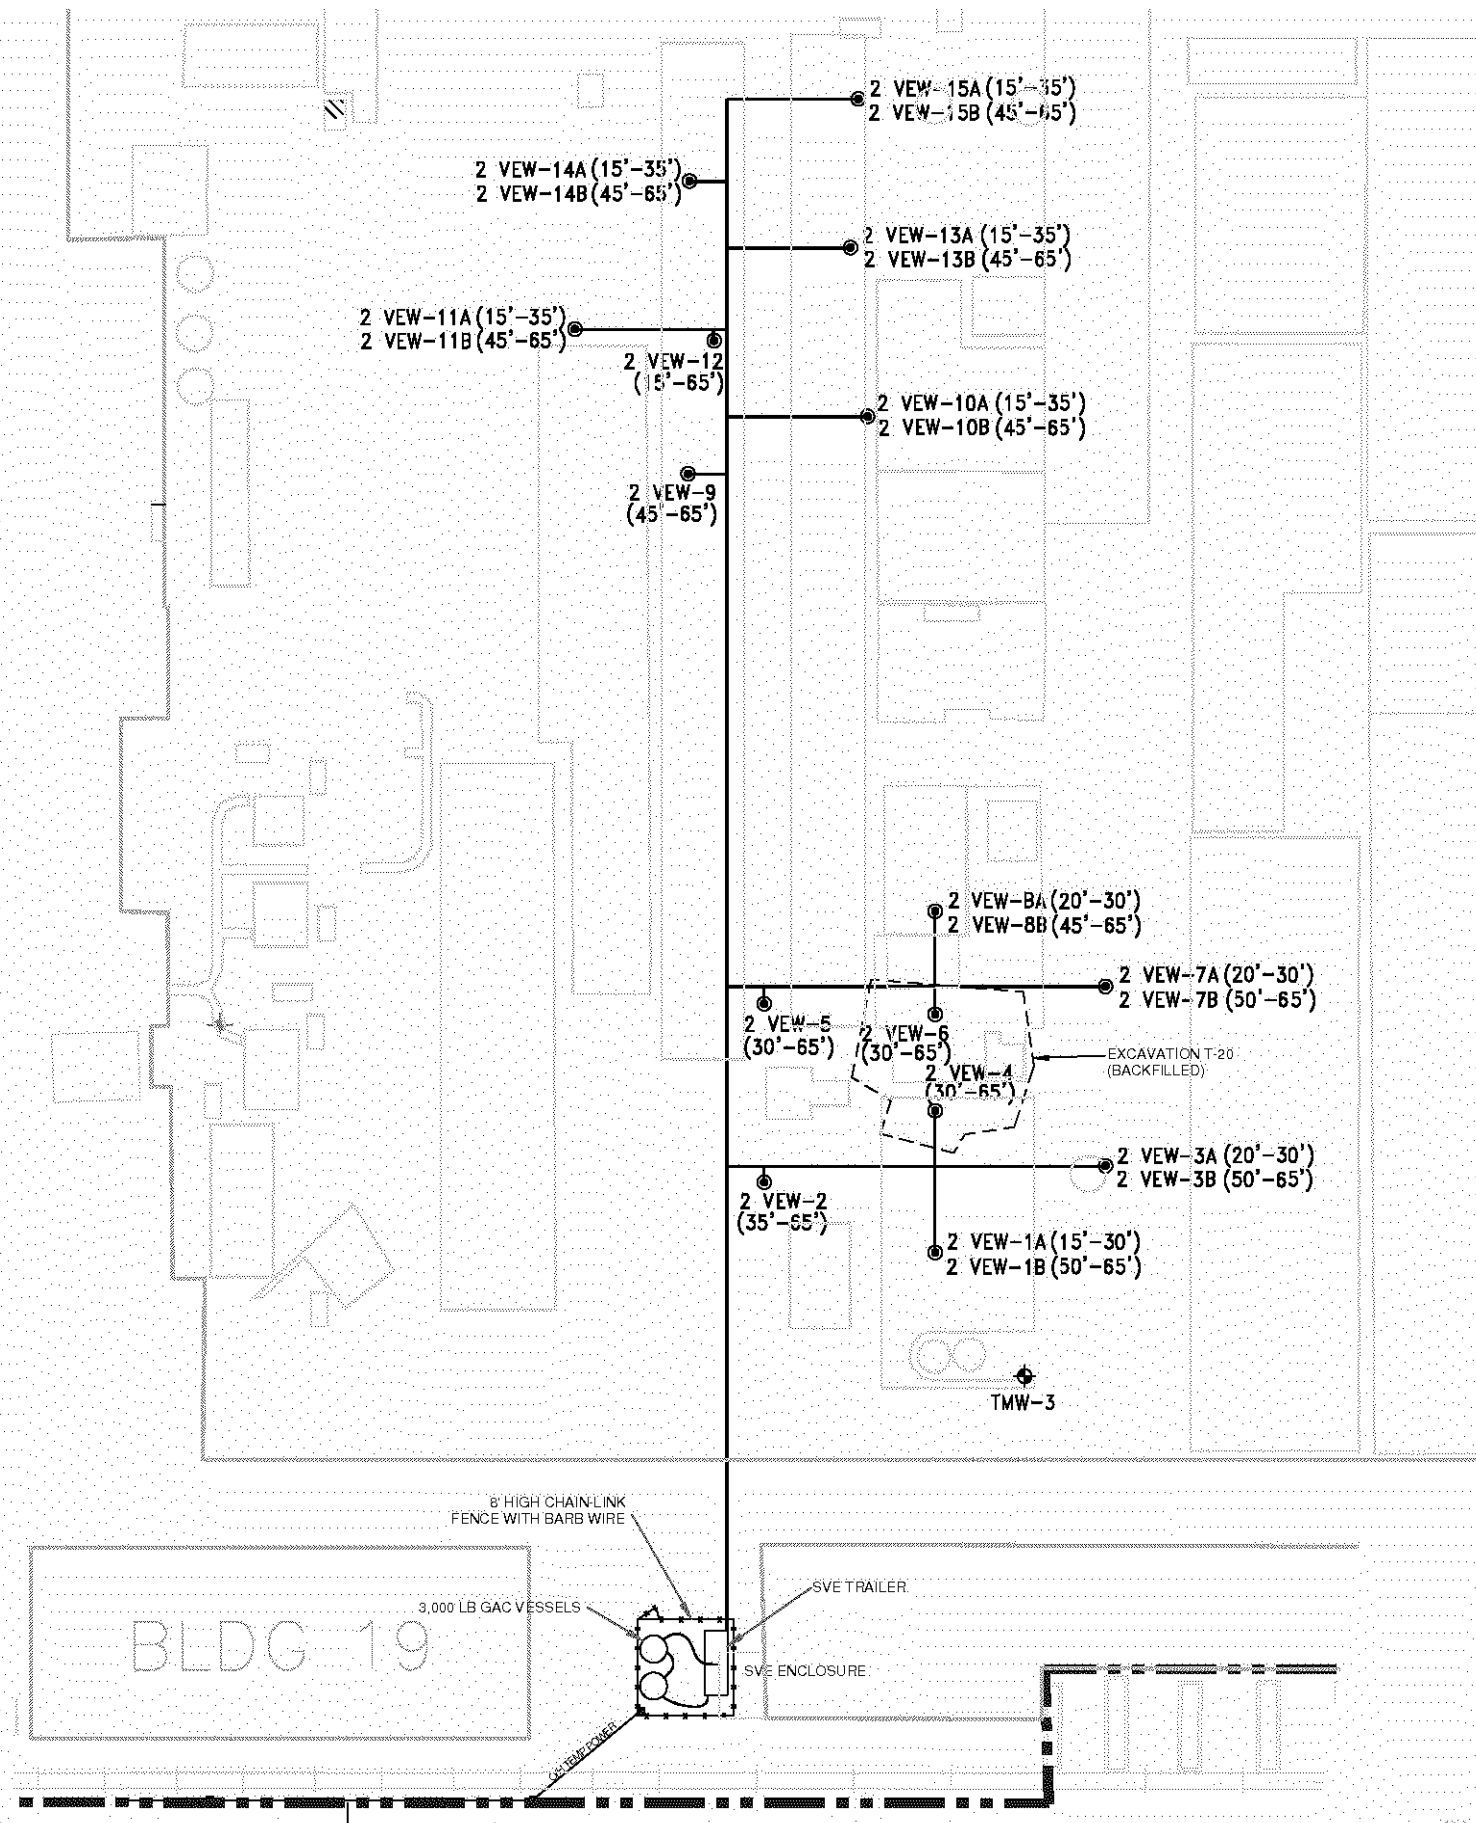 2 VEW-15A (15'-35')
2 VEW-15B (45'-65')
2 VEW-14A (15'-35')
2 VEW-14B (45'-65')
2 VEW-13A (15'-35')
2 VEW-13B (45'-65')
2 VEW-11A (15'-35')
2 VEW-11B (45'-65')
2 VEW-12
(15'-65')
2 VEW-10A (15'-35')
2 VEW-10B (45'-65')
2 VEW-9
(45'-65')
2 VEW-8A (20'-30')
2 VEW-8B (45'-65')
2 VEW-7A (20'-30')
2 VEW-7B (50'-65')
2 VEW-5
(30'-65')
2 VEW-6
(30'-65')
2 VEW-4
(30'-65')
EXCAVATION T-20
(BACKFILLED)
2 VEW-3A (20'-30')
2 VEW-3B (50'-65')
2 VEW-2
(35'-65')
2 VEW-1A (15'-30')
2 VEW-1B (50'-65')
TMW-3
8' HIGH CHAIN-LINK
FENCE WITH BARB WIRE
SVE TRAILER
3,000 LB GAC VESSELS
BLDG 19
SVE ENCLOSURE
O/H TEMP POWER